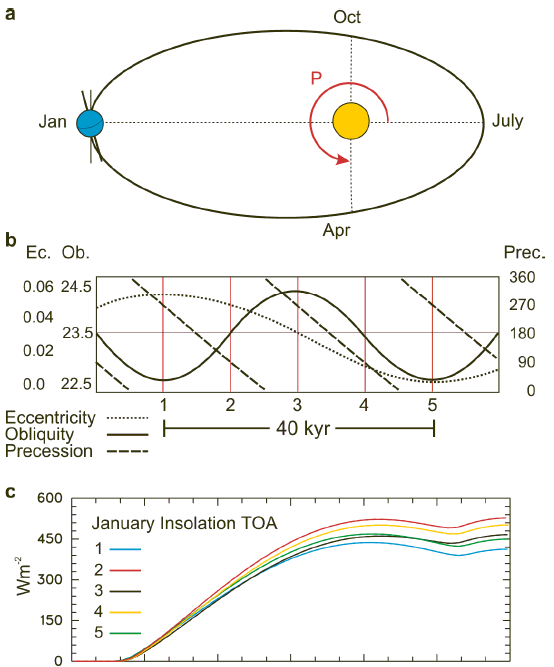 a
Oct
P
Jan
July
Apr
b
Ec. Ob. Prec.
0.06 24.5 360
270
0.04
23.5 180
0.02
90
0.0 22.5 0
1 2 3 4 5
Eccentricity
Obliquity
Precession
40 kyr
c
600
450
300
150
0
Wm-2
January Insolation TOA
1
2
3
4
5